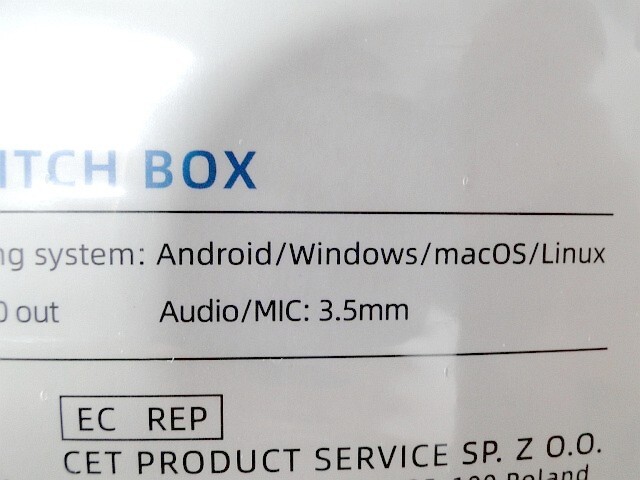 ITCH BOX
ng system: Android/Windows/macOS/Linux
0 out Audio/MIC: 3.5mm
EC REP
CET PRODUCT SERVICE SP. Z O.O.
Poland